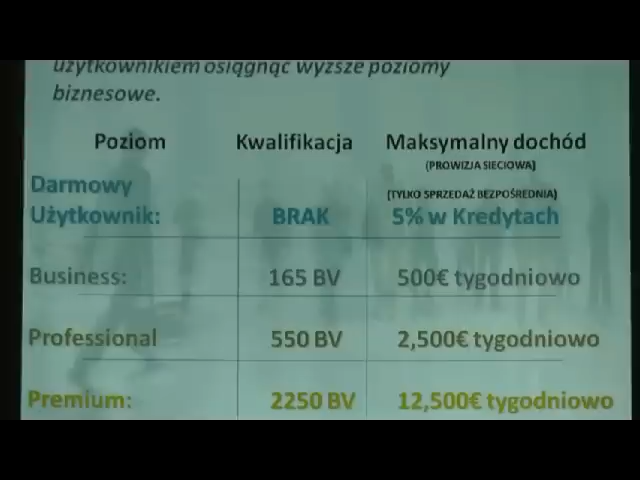 użytkownikiem osiągnąć wyższe poziomy
biznesowe.
Poziom Kwalifikacja Maksymalny dochód
(PROWIZJA SIECIOWA)
Darmowy (TYLKO SPRZEDAŻ BEZPOŚREDNIA)
Użytkownik: BRAK 5% w Kredytach
Business: 165 BV 500€ tygodniowo
Professional 550 BV 2,500€ tygodniowo
Premium: 2250 BV 12,500€ tygodniowo